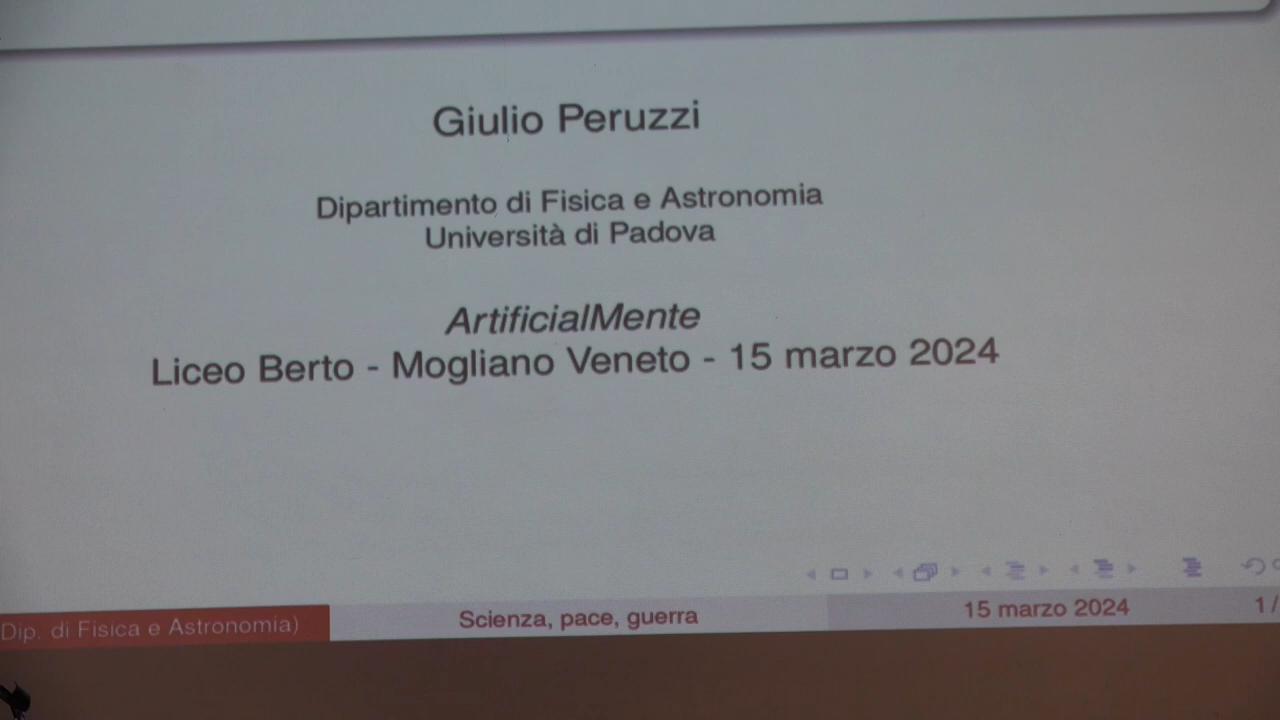 Giulio Peruzzi
Dipartimento di Fisica e Astronomia
Università di Padova
ArtificialMente
Liceo Berto - Mogliano Veneto - 15 marzo 2024
Dip. di Fisica e Astronomia)
Scienza, pace, guerra
15 marzo 2024
1 /